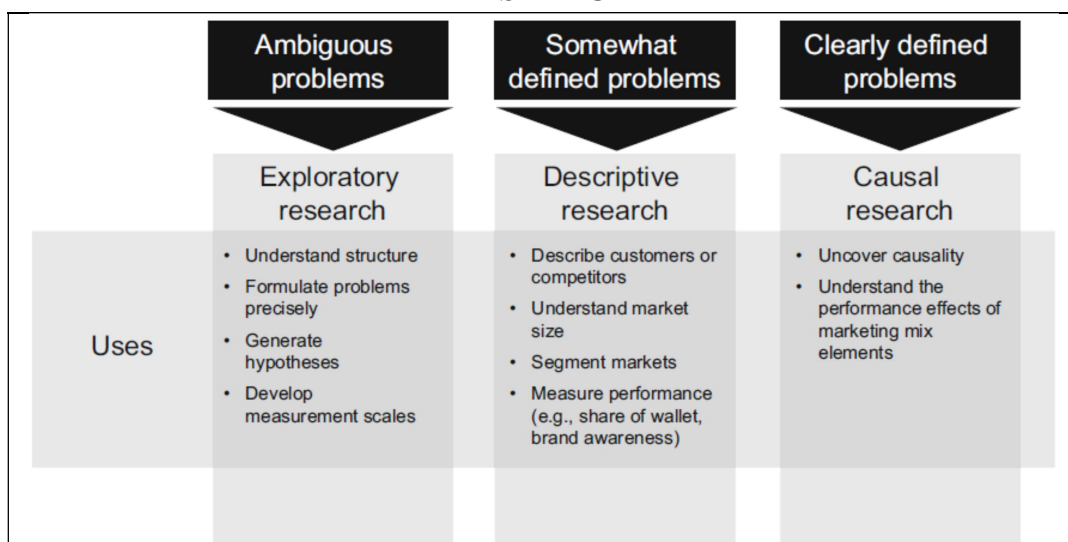 Ambiguous
problems
Somewhat
defined problems
Clearly defined
problems
Exploratory
research
Descriptive
research
Causal
research
Uses
• Understand structure
• Formulate problems
precisely
• Generate
hypotheses
• Develop
measurement scales
• Describe customers or
competitors
• Understand market
size
• Segment markets
• Measure performance
(e.g., share of wallet,
brand awareness)
• Uncover causality
• Understand the
performance effects of
marketing mix
elements